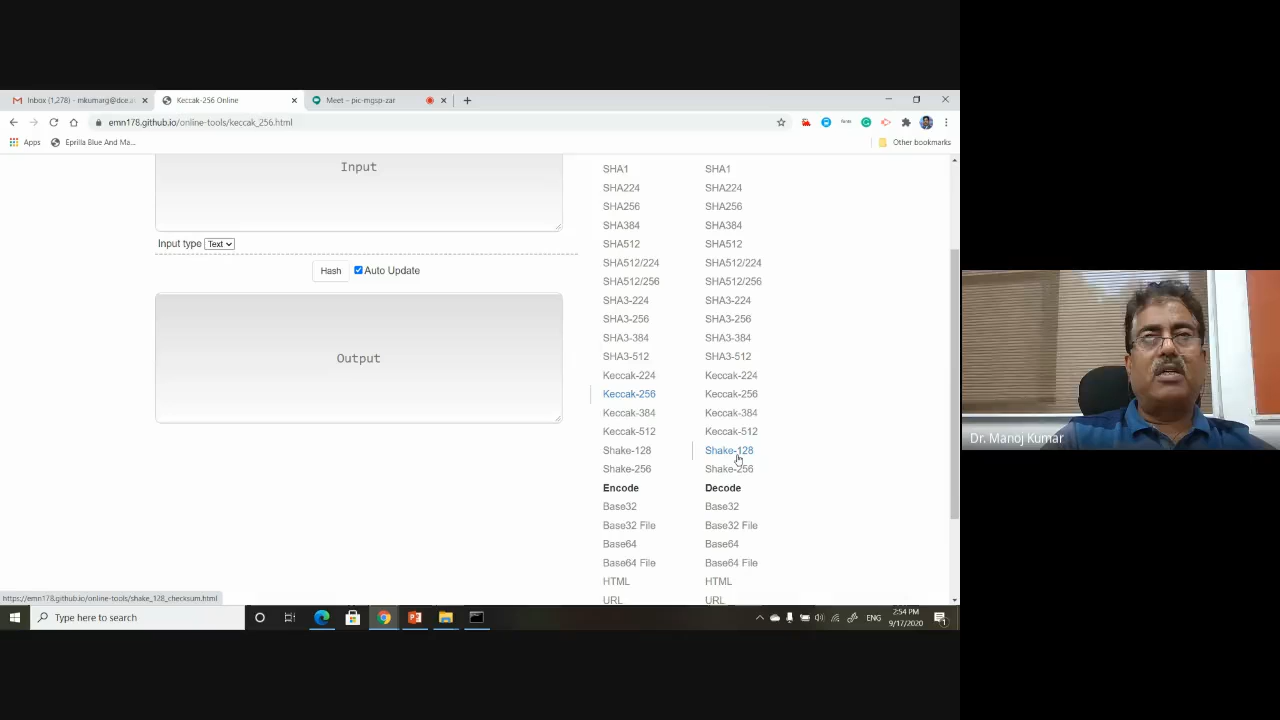 Inbox (1,278) - mkumarg@dce.a
Keccak-256 Online
Meet – pic-mgsp-zar
emn178.github.io/online-tools/keccak_256.html
Apps
Eprilla Blue And Ma...
Other bookmarks
Input
Input type Text
Hash
Auto Update
Output
SHA1 SHA1
SHA224 SHA224
SHA256 SHA256
SHA384 SHA384
SHA512 SHA512
SHA512/224 SHA512/224
SHA512/256 SHA512/256
SHA3-224 SHA3-224
SHA3-256 SHA3-256
SHA3-384 SHA3-384
SHA3-512 SHA3-512
Keccak-224 Keccak-224
Keccak-256 Keccak-256
Keccak-384 Keccak-384
Keccak-512 Keccak-512
Shake-128 Shake-128
Shake-256 Shake-256
Encode Decode
Base32 Base32
Base32 File Base32 File
Base64 Base64
Base64 File Base64 File
HTML HTML
URL URL
https://emn178.github.io/online-tools/shake_128_checksum.html
Type here to search
ENG
2:54 PM
9/17/2020
Dr. Manoj Kumar